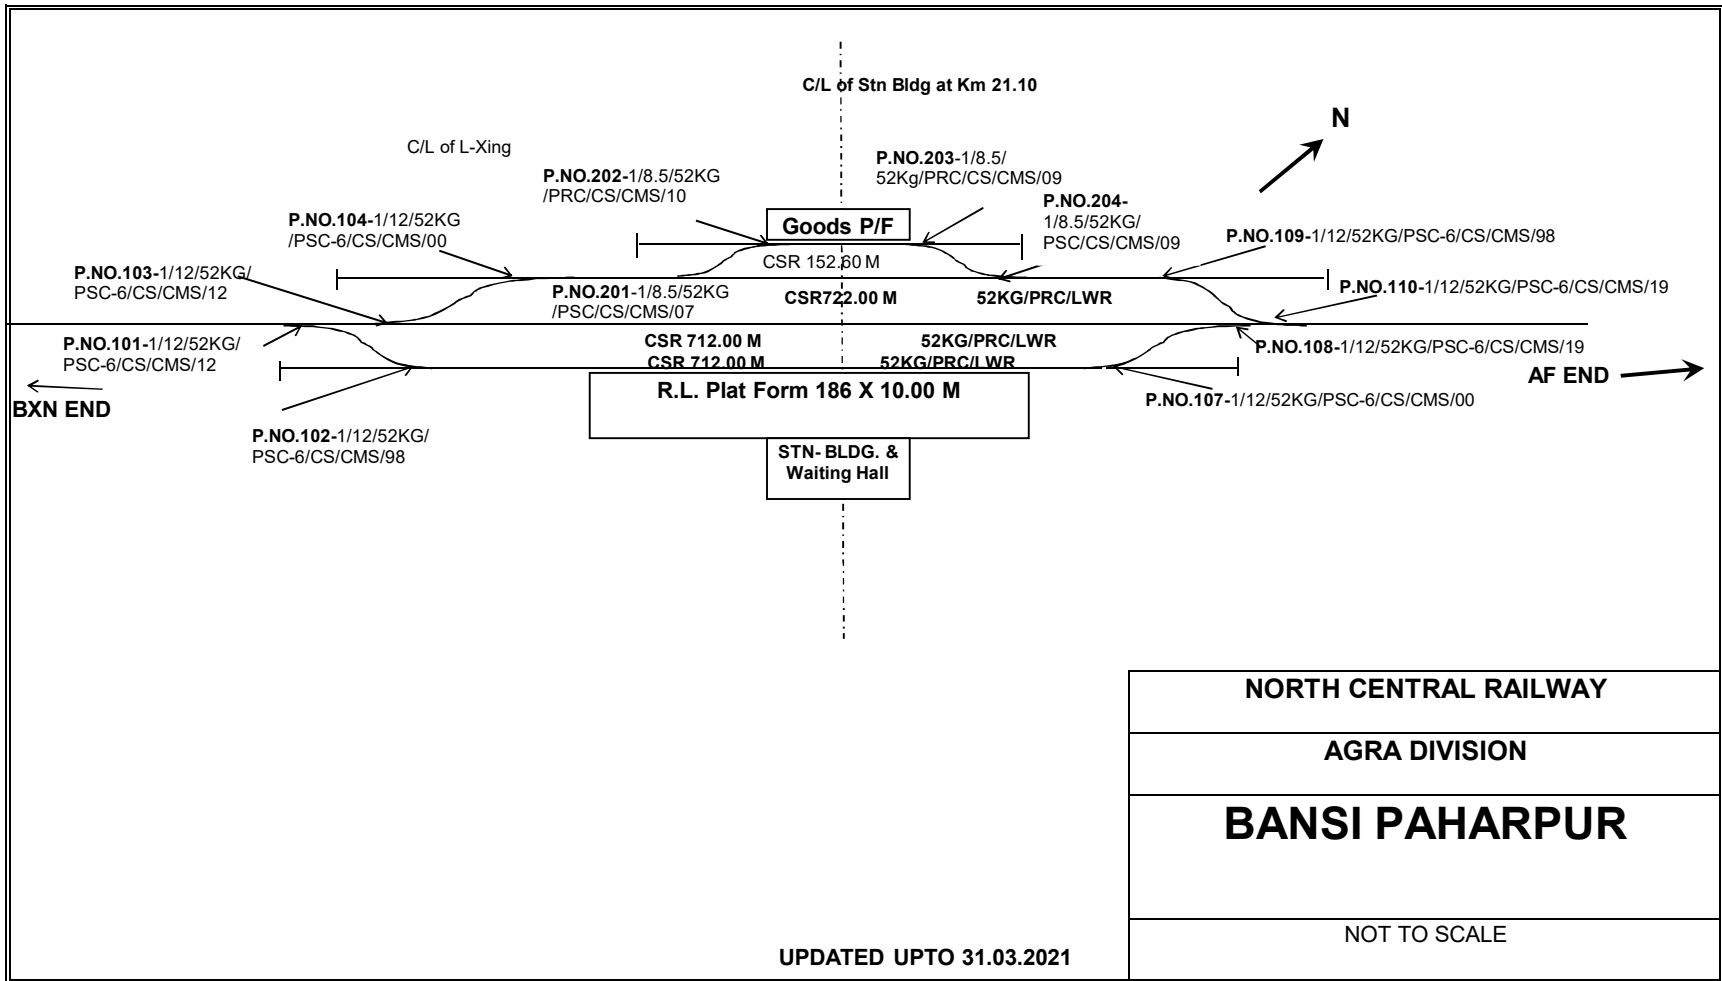 C/L of Stn Bldg at Km 21.10
N
C/L of L-Xing
P.NO.202-1/8.5/52KG
/PRC/CS/CMS/10
P.NO.203-1/8.5/
52Kg/PRC/CS/CMS/09
P.NO.204-
1/8.5/52KG/
PSC/CS/CMS/09
P.NO.104-1/12/52KG
/PSC-6/CS/CMS/00
Goods P/F
P.NO.109-1/12/52KG/PSC-6/CS/CMS/98
CSR 152.60 M
P.NO.103-1/12/52KG/
PSC-6/CS/CMS/12
P.NO.201-1/8.5/52KG
/PSC/CS/CMS/07
CSR722.00 M 52KG/PRC/LWR
P.NO.110-1/12/52KG/PSC-6/CS/CMS/19
P.NO.101-1/12/52KG/
PSC-6/CS/CMS/12
CSR 712.00 M 52KG/PRC/LWR
CSR 712.00 M 52KG/PRC/LWR
P.NO.108-1/12/52KG/PSC-6/CS/CMS/19
AF END
BXN END
R.L. Plat Form 186 X 10.00 M
P.NO.107-1/12/52KG/PSC-6/CS/CMS/00
P.NO.102-1/12/52KG/
PSC-6/CS/CMS/98
STN- BLDG. &
Waiting Hall
NORTH CENTRAL RAILWAY
AGRA DIVISION
BANSI PAHARPUR
NOT TO SCALE
UPDATED UPTO 31.03.2021